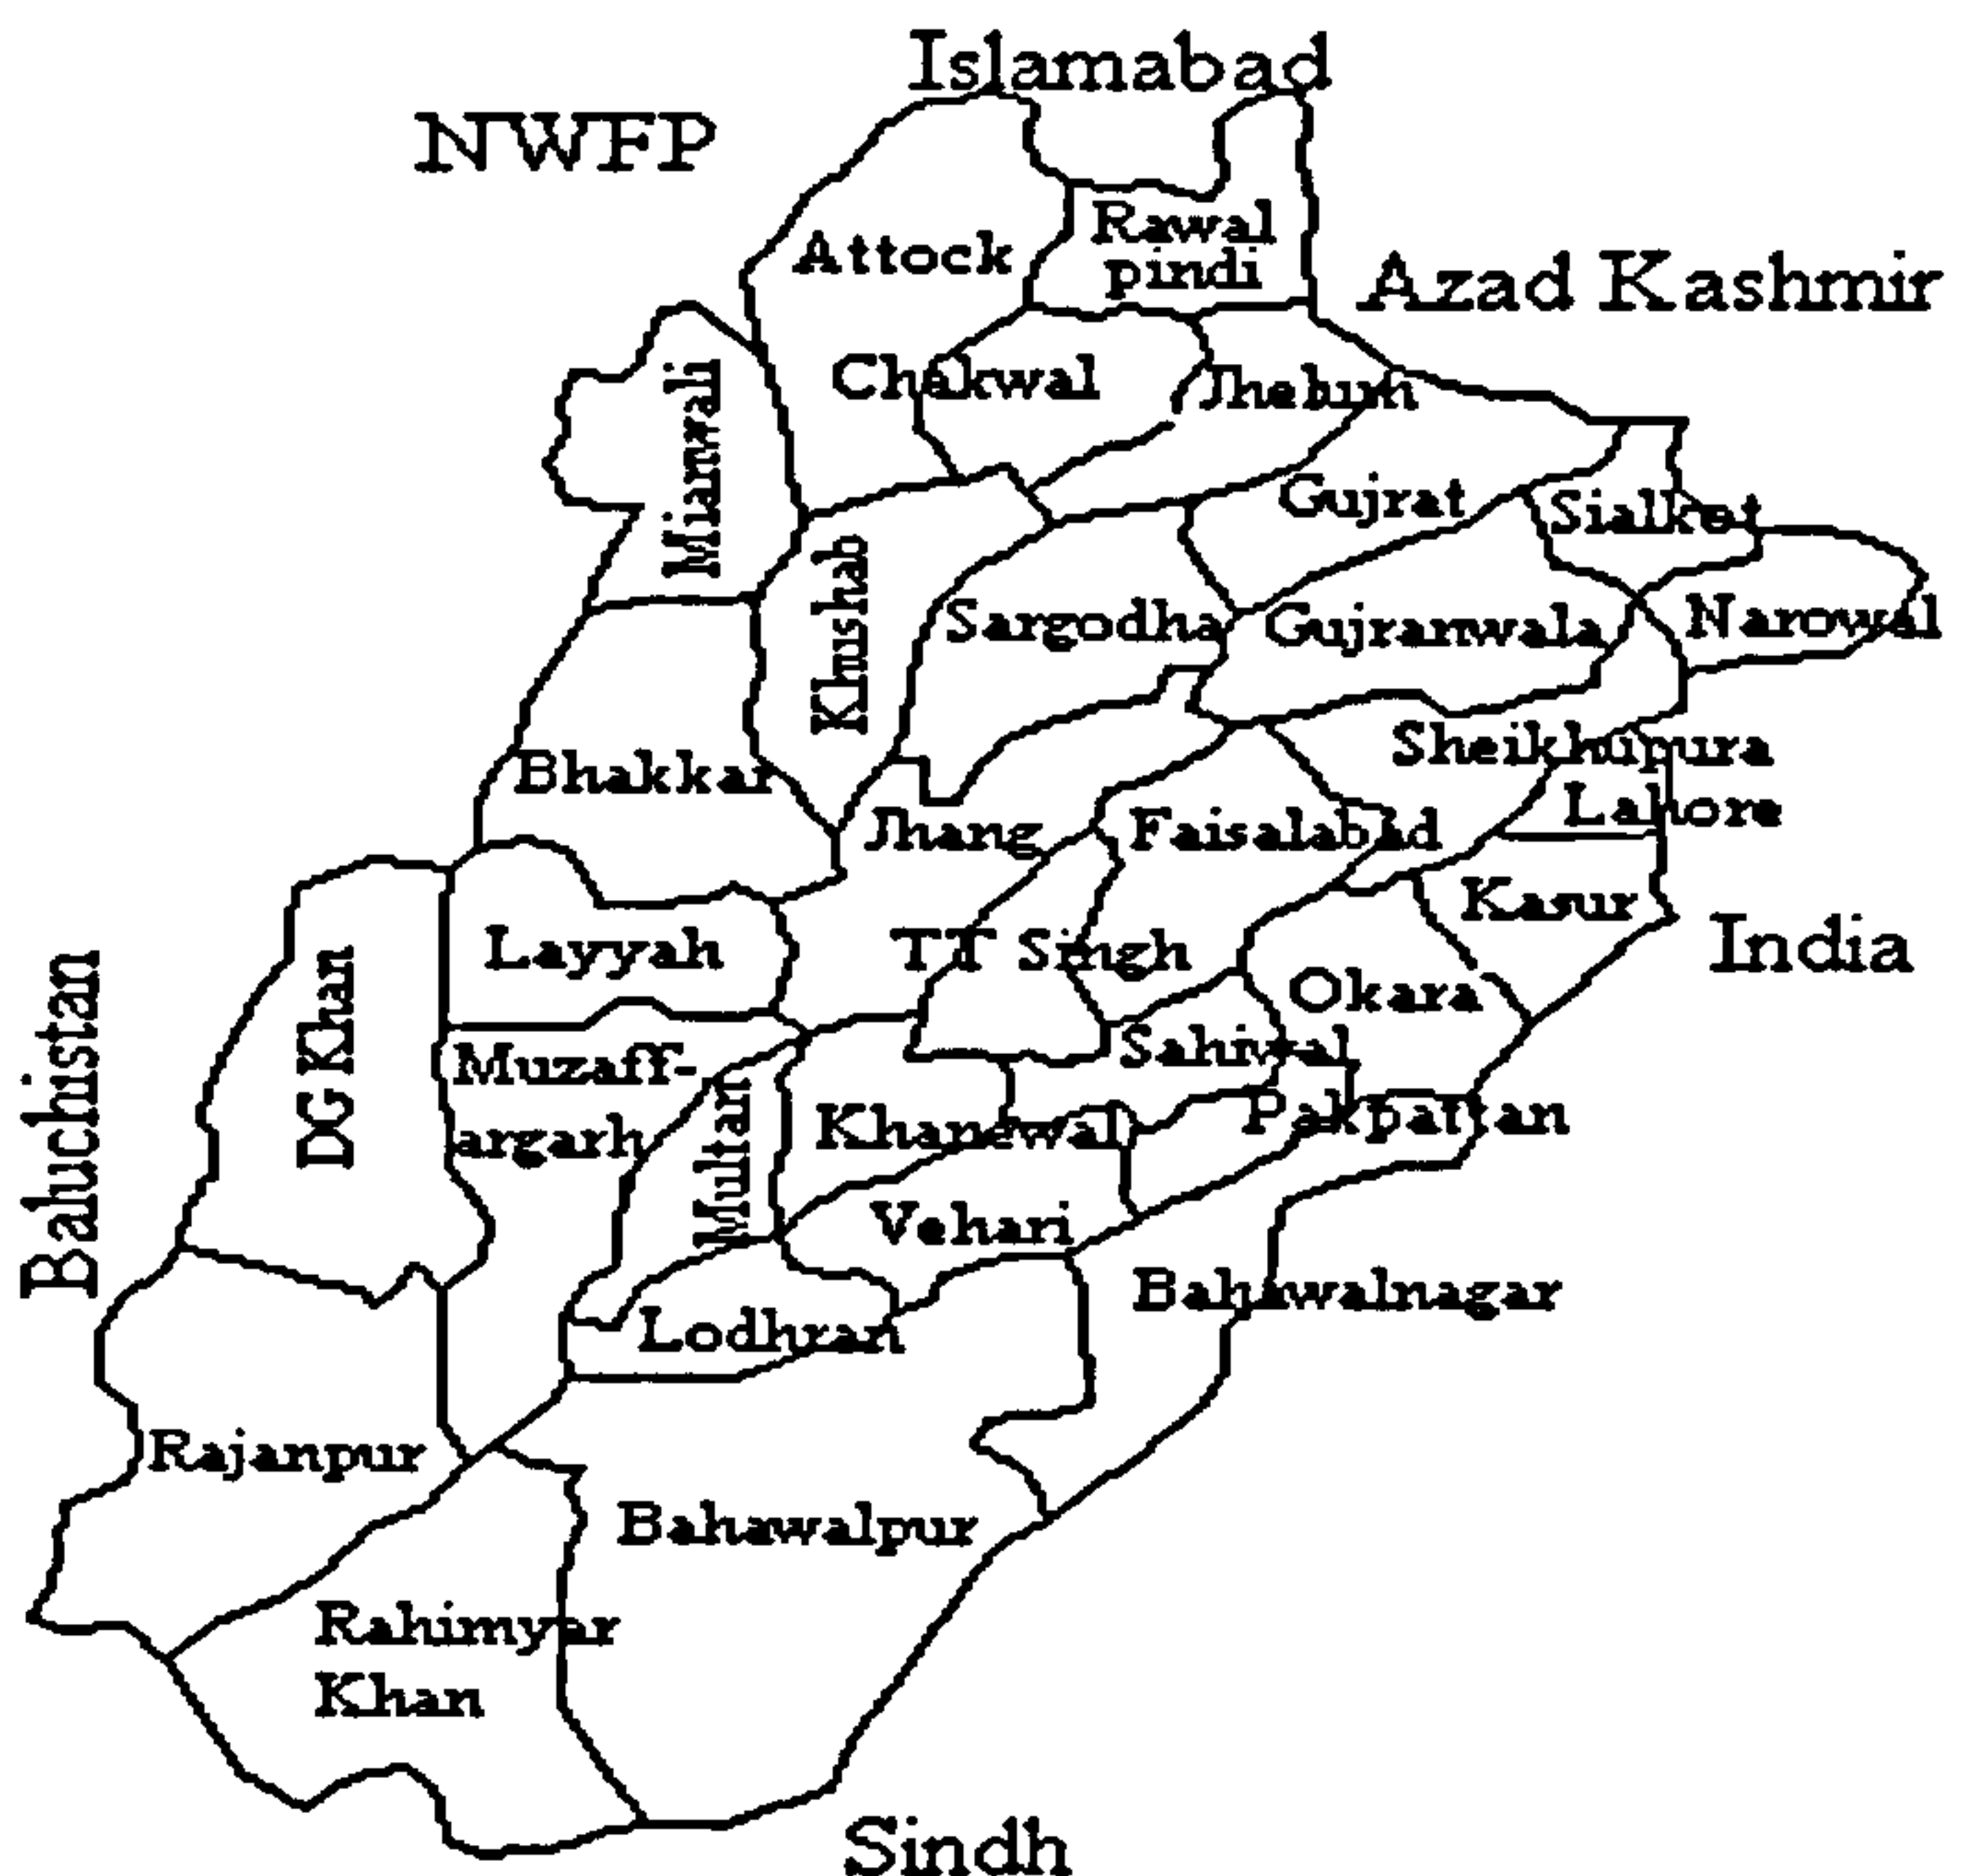 Islamabad
NWFP
Rawal
pindi
Attock
Azad Kashmir
Chakwal
Jhelum
Mianwali
Gujrat
Sialkot
Khushab
Sargodha
Gujranwala
Narowal
Sheikhupura
Bhakkar
Lahore
Jhang
Faisalabad
Kasur
India
Layyah
TT Singh
Okara
Baluchistan
DG Khan
Muzaff-
argarh
Sahiwal
Multan
Khanewal
Pakpattan
Vehari
Bahawalnagar
Lodhran
Rajanpur
Bahawalpur
Rahimyar
Khan
Sindh